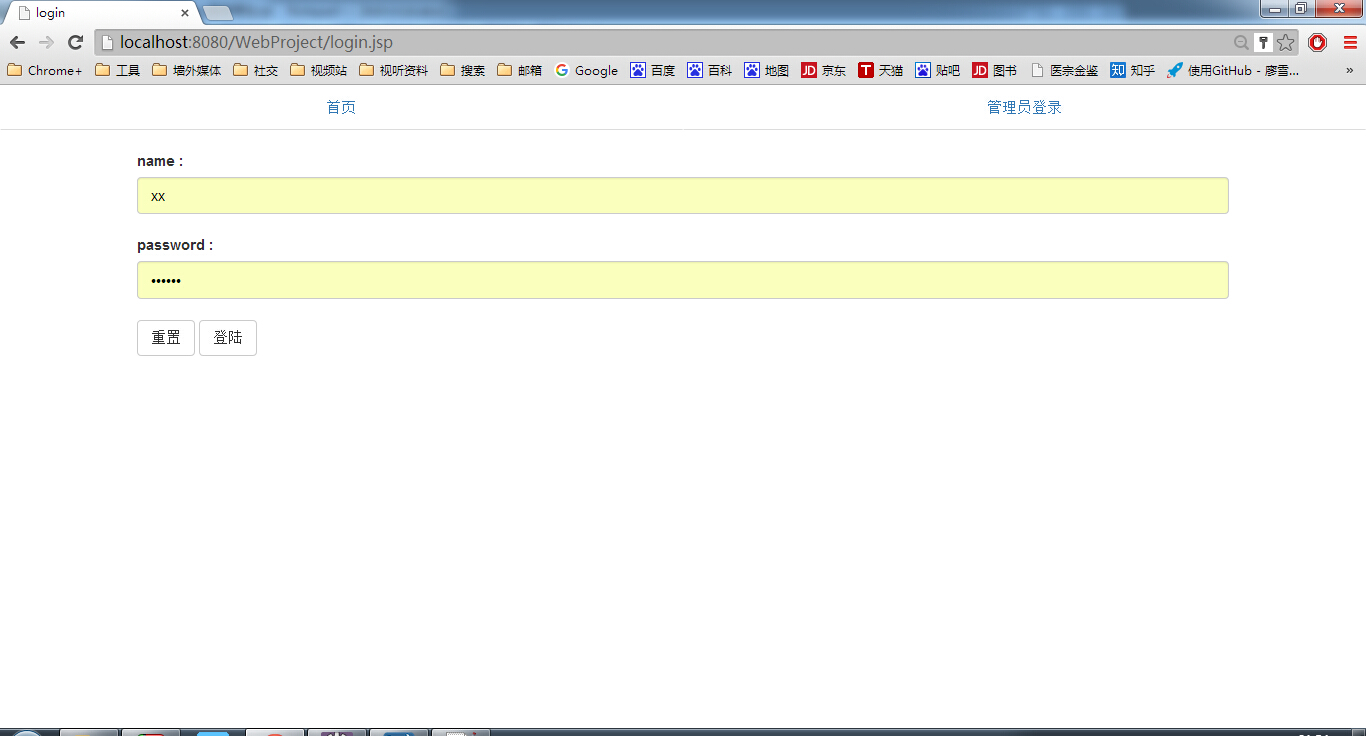 login
localhost:8080/WebProject/login.jsp
Chrome+ 工具 墙外媒体 社交 视频站 视听资料 搜索 邮箱 Google 百度 百科 地图 JD 京东 T 天猫 贴吧 JD 图书 医宗金鉴 知 知乎 使用GitHub - 廖雪... »
首页 管理员登录
name :
xx
password :
••••••
重置 登陆